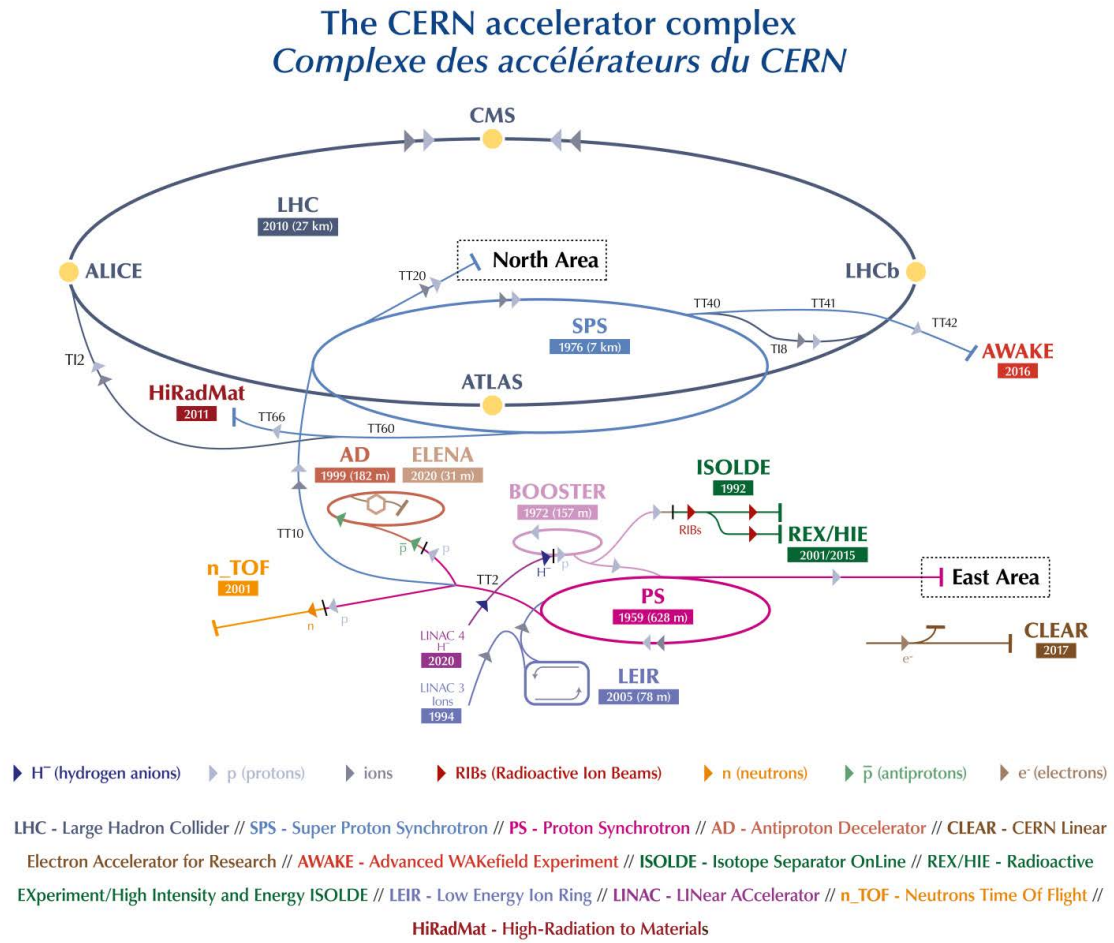 The CERN accelerator complex
Complexe des accélérateurs du CERN
CMS
LHC
2010 (27 km)
ALICE
TT20
North Area
LHCb
TT40
TT41
SPS
1976 (7 km)
TT42
TI2
TI8
AWAKE
2016
ATLAS
HiRadMat
2011
TT66
TT60
AD
1999 (182 m)
ELENA
2020 (31 m)
ISOLDE
1992
BOOSTER
1972 (157 m)
RIBs
REX/HIE
2001/2015
TT10
p̅
p
H⁻
p
n_TOF
2001
TT2
East Area
PS
1959 (628 m)
n
p
LINAC 4
H⁻
2020
CLEAR
2017
e⁻
LEIR
2005 (78 m)
LINAC 3
Ions
1994
H⁻ (hydrogen anions)
p (protons)
ions
RIBs (Radioactive Ion Beams)
n (neutrons)
p̅ (antiprotons)
e⁻ (electrons)
LHC - Large Hadron Collider // SPS - Super Proton Synchrotron // PS - Proton Synchrotron // AD - Antiproton Decelerator // CLEAR - CERN Linear
Electron Accelerator for Research // AWAKE - Advanced WAKefield Experiment // ISOLDE - Isotope Separator OnLine // REX/HIE - Radioactive
EXperiment/High Intensity and Energy ISOLDE // LEIR - Low Energy Ion Ring // LINAC - LINear ACcelerator // n_TOF - Neutrons Time Of Flight //
HiRadMat - High-Radiation to Materials